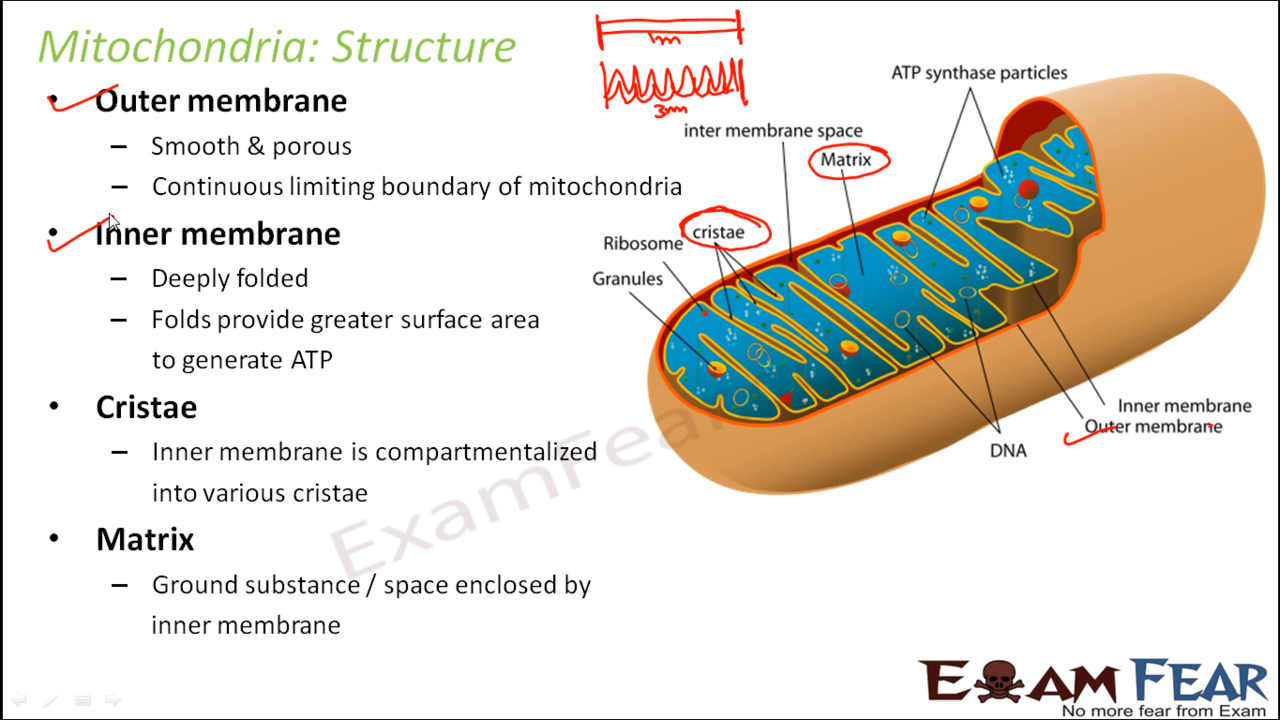 Mitochondria: Structure
• Outer membrane
– Smooth & porous
– Continuous limiting boundary of mitochondria
• Inner membrane
– Deeply folded
– Folds provide greater surface area
to generate ATP
• Cristae
– Inner membrane is compartmentalized
into various cristae
• Matrix
– Ground substance / space enclosed by
inner membrane
1m
3m
ATP synthase particles
inter membrane space
Matrix
cristae
Ribosome
Granules
Inner membrane
Outer membrane
DNA
ExamFear
EXAM FEAR
No more fear from Exam